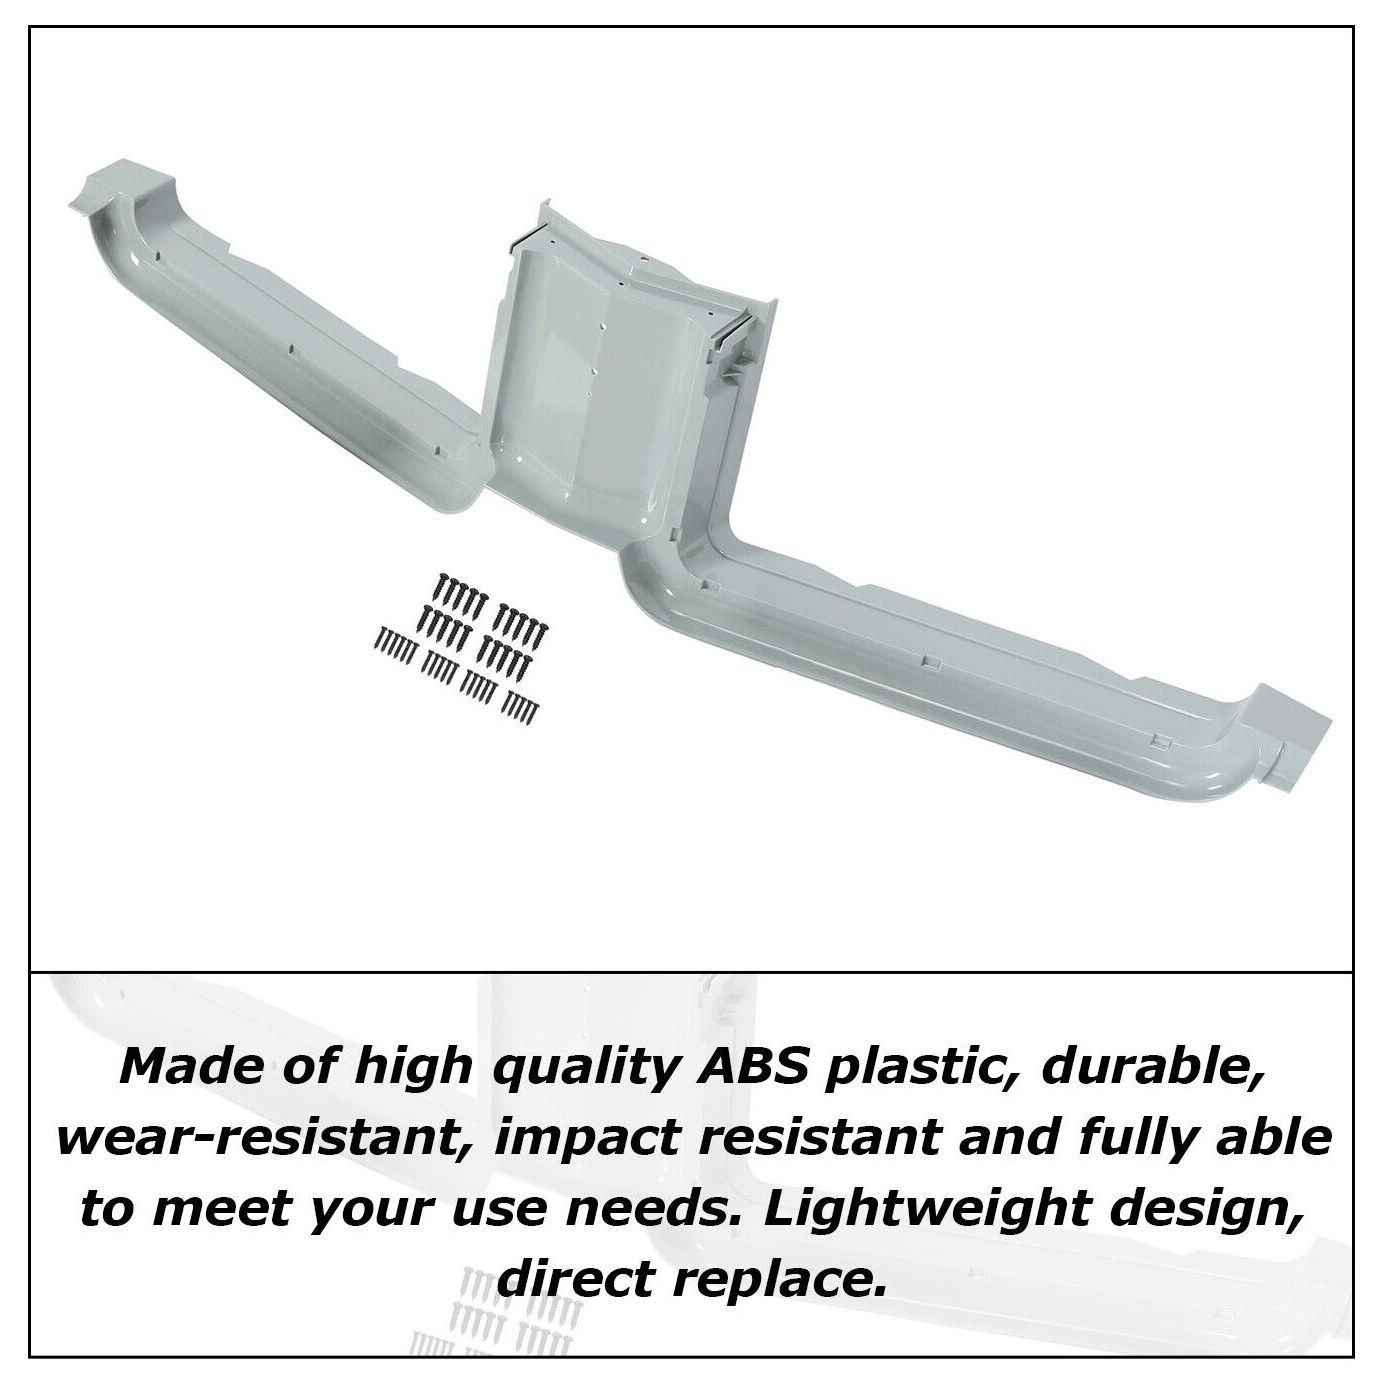 Made of high quality ABS plastic, durable,
wear-resistant, impact resistant and fully able
to meet your use needs. Lightweight design,
direct replace.